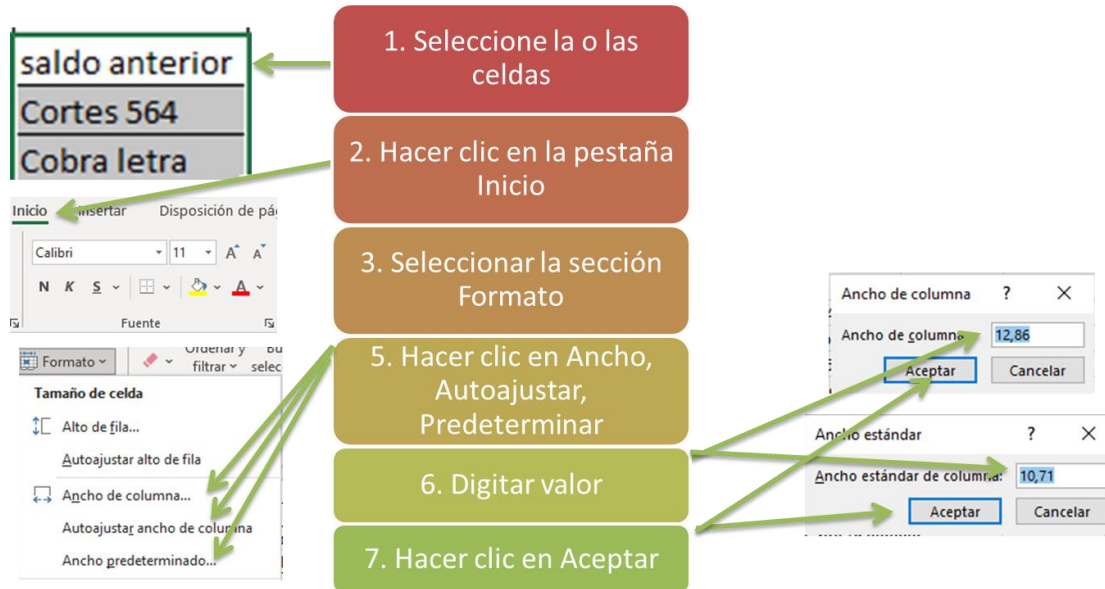 saldo anterior
Cortes 564
Cobra letra
1. Seleccione la o las
celdas
2. Hacer clic en la pestaña
Inicio
3. Seleccionar la sección
Formato
5. Hacer clic en Ancho,
Autoajustar,
Predeterminar
6. Digitar valor
7. Hacer clic en Aceptar
Inicio Insertar Disposición de pá
Calibri 11 A A
N K S A
Fuente
Formato
Ordenar y
filtrar selec
Tamaño de celda
Alto de fila...
Autoajustar alto de fila
Ancho de columna...
Autoajustar ancho de columna
Ancho predeterminado...
Ancho de columna ? X
Ancho de columna 12,86
Aceptar Cancelar
Ancho estándar ? X
Ancho estándar de columna: 10,71
Aceptar Cancelar